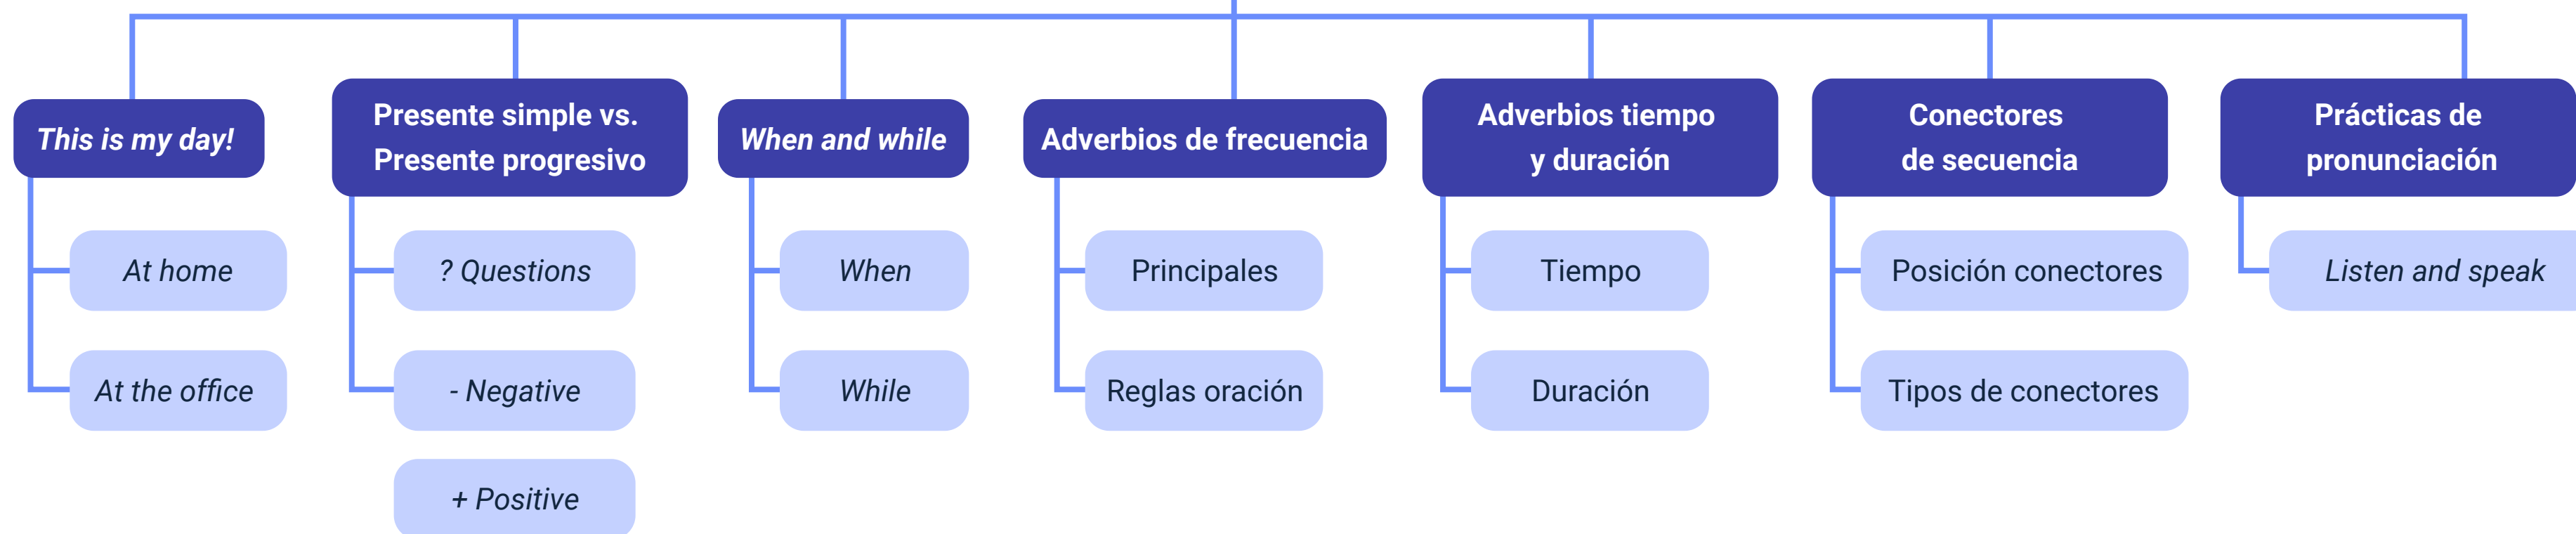 This is my day!
Presente simple vs.
Presente progresivo
When and while
Adverbios de frecuencia
Adverbios tiempo
y duración
Conectores
de secuencia
Prácticas de
pronunciación
At home
? Questions
When
Principales
Tiempo
Posición conectores
Listen and speak
At the office
- Negative
While
Reglas oración
Duración
Tipos de conectores
+ Positive